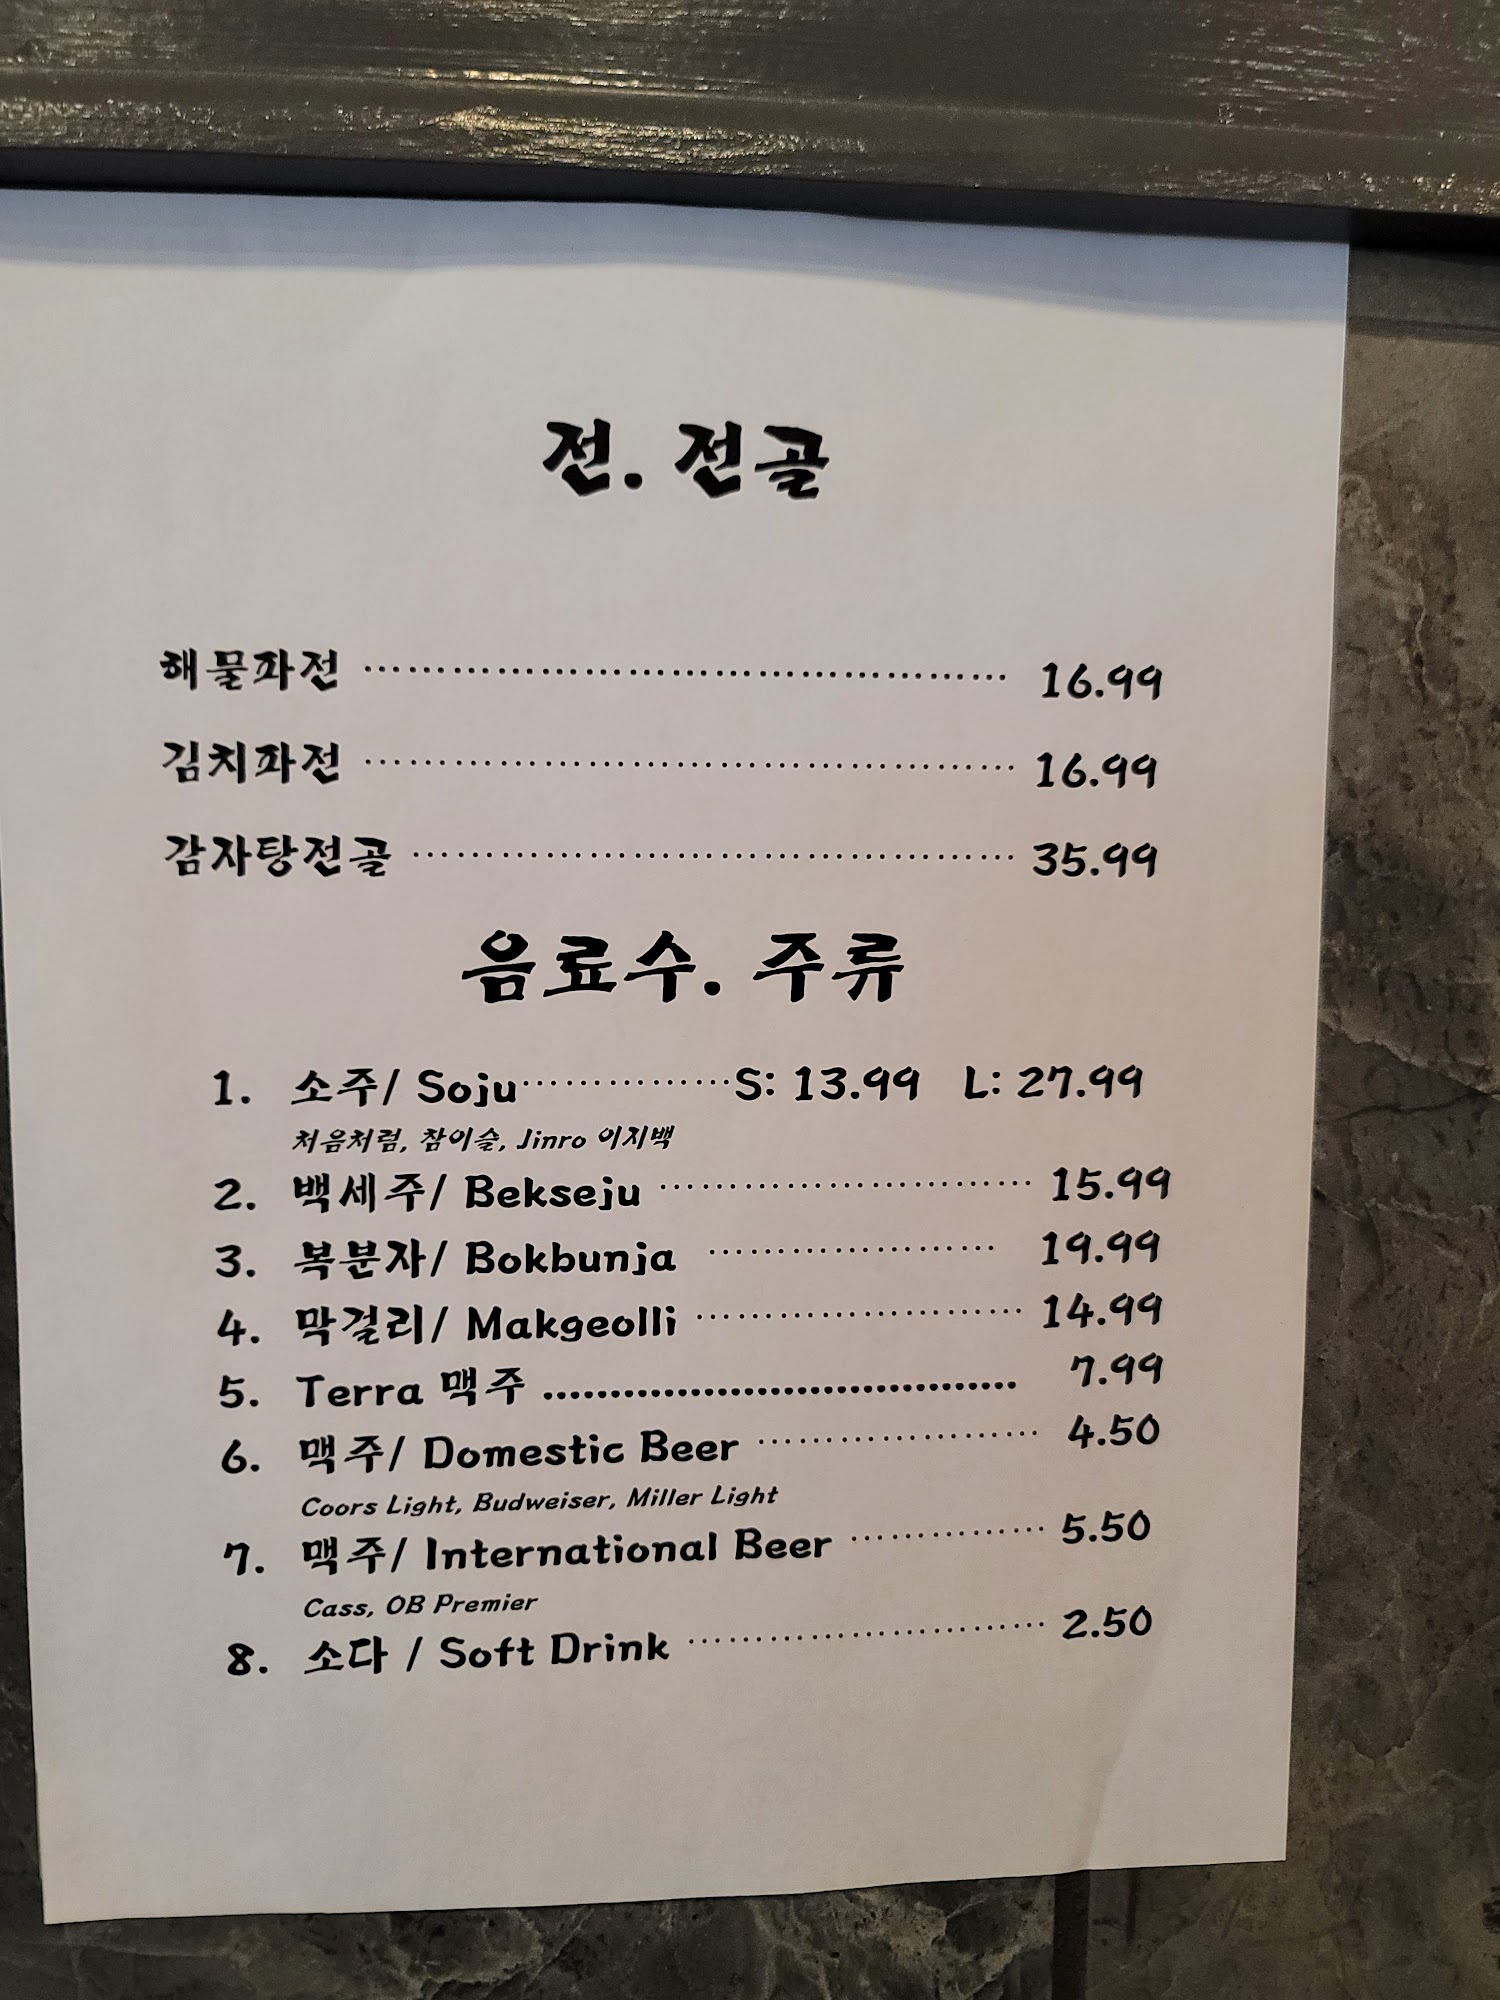 전. 전골
해물파전 ........................................ 16.99
김치파전 ........................................ 16.99
감자탕전골 ........................................ 35.99
음료수. 주류
1. 소주/ Soju................S: 13.99 L: 27.99
처음처럼, 참이슬, Jinro 이지백
2. 백세주/ Bekseju ............................ 15.99
3. 복분자/ Bokbunja ...................... 19.99
4. 막걸리/ Makgeolli ......................... 14.99
5. Terra 맥주 .................................... 7.99
6. 맥주/ Domestic Beer ...................... 4.50
Coors Light, Budweiser, Miller Light
7. 맥주/ International Beer ............... 5.50
Cass, OB Premier
8. 소다 / Soft Drink ............................ 2.50